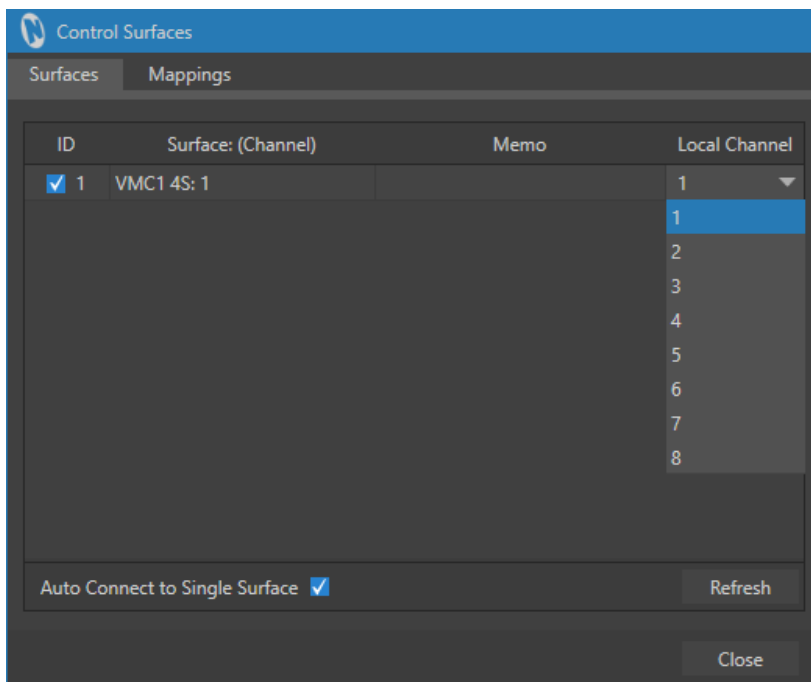 Control Surfaces
Surfaces Mappings
ID Surface: (Channel) Memo Local Channel
1 VMC1 4S: 1 1
1
2
3
4
5
6
7
8
Auto Connect to Single Surface Refresh
Close